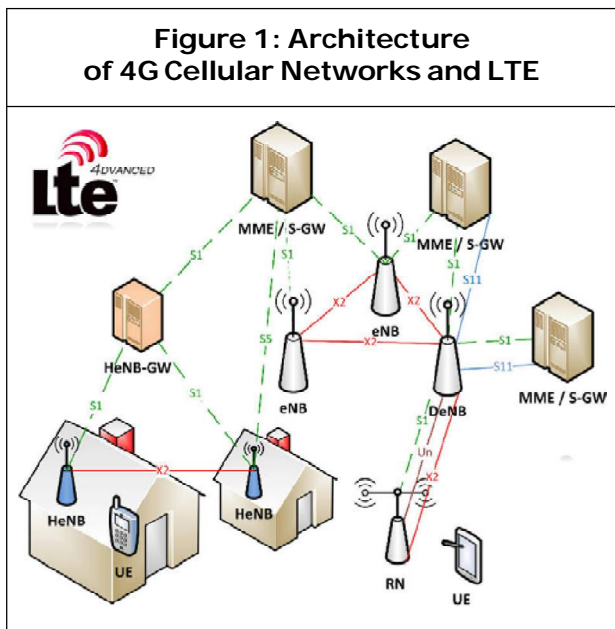 Figure 1: Architecture
of 4G Cellular Networks and LTE
4DVANCED
Lte
MME / S-GW
MME / S-GW
S1
S1
S1
S1
S1
S11
eNB
X2
X2
S5
HeNB-GW
X2
S1
S11
eNB
DeNB
MME / S-GW
S1
S1
S1
Un
X2
X2
HeNB
HeNB
UE
RN
UE